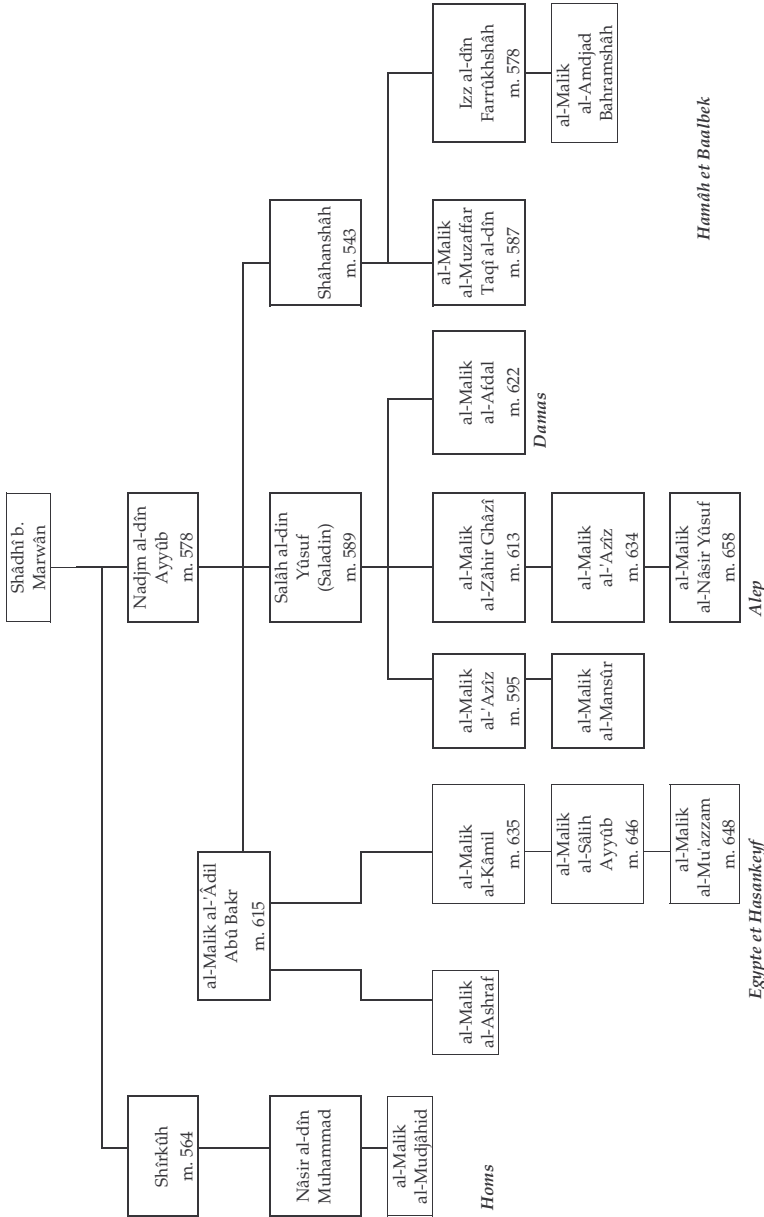 Shâdhî b.
Marwân
Shîrkûh
m. 564
Nadjm al-dîn
Ayyûb
m. 578
al-Malik al-'Âdil
Abû Bakr
m. 615
Nâsir al-dîn
Muhammad
Salâh al-din
Yûsuf
(Saladin)
m. 589
Shâhanshâh
m. 543
al-Malik
al-Mudjâhid
al-Malik
al-Ashraf
al-Malik
al-Kâmil
m. 635
al-Malik
al-'Azîz
m. 595
al-Malik
al-Zâhir Ghâzî
m. 613
al-Malik
al-Afdal
m. 622
al-Malik
al-Muzaffar
Taqî al-dîn
m. 587
Izz al-dîn
Farrûkhshâh
m. 578
Homs
Damas
al-Malik
al-Sâlih
Ayyûb
m. 646
al-Malik
al-Mansûr
al-Malik
al-'Azîz
m. 634
al-Malik
al-Amdjad
Bahramshâh
al-Malik
al-Mu'azzam
m. 648
al-Malik
al-Nâsir Yûsuf
m. 658
Hamâh et Baalbek
Egypte et Hasankeyf
Alep